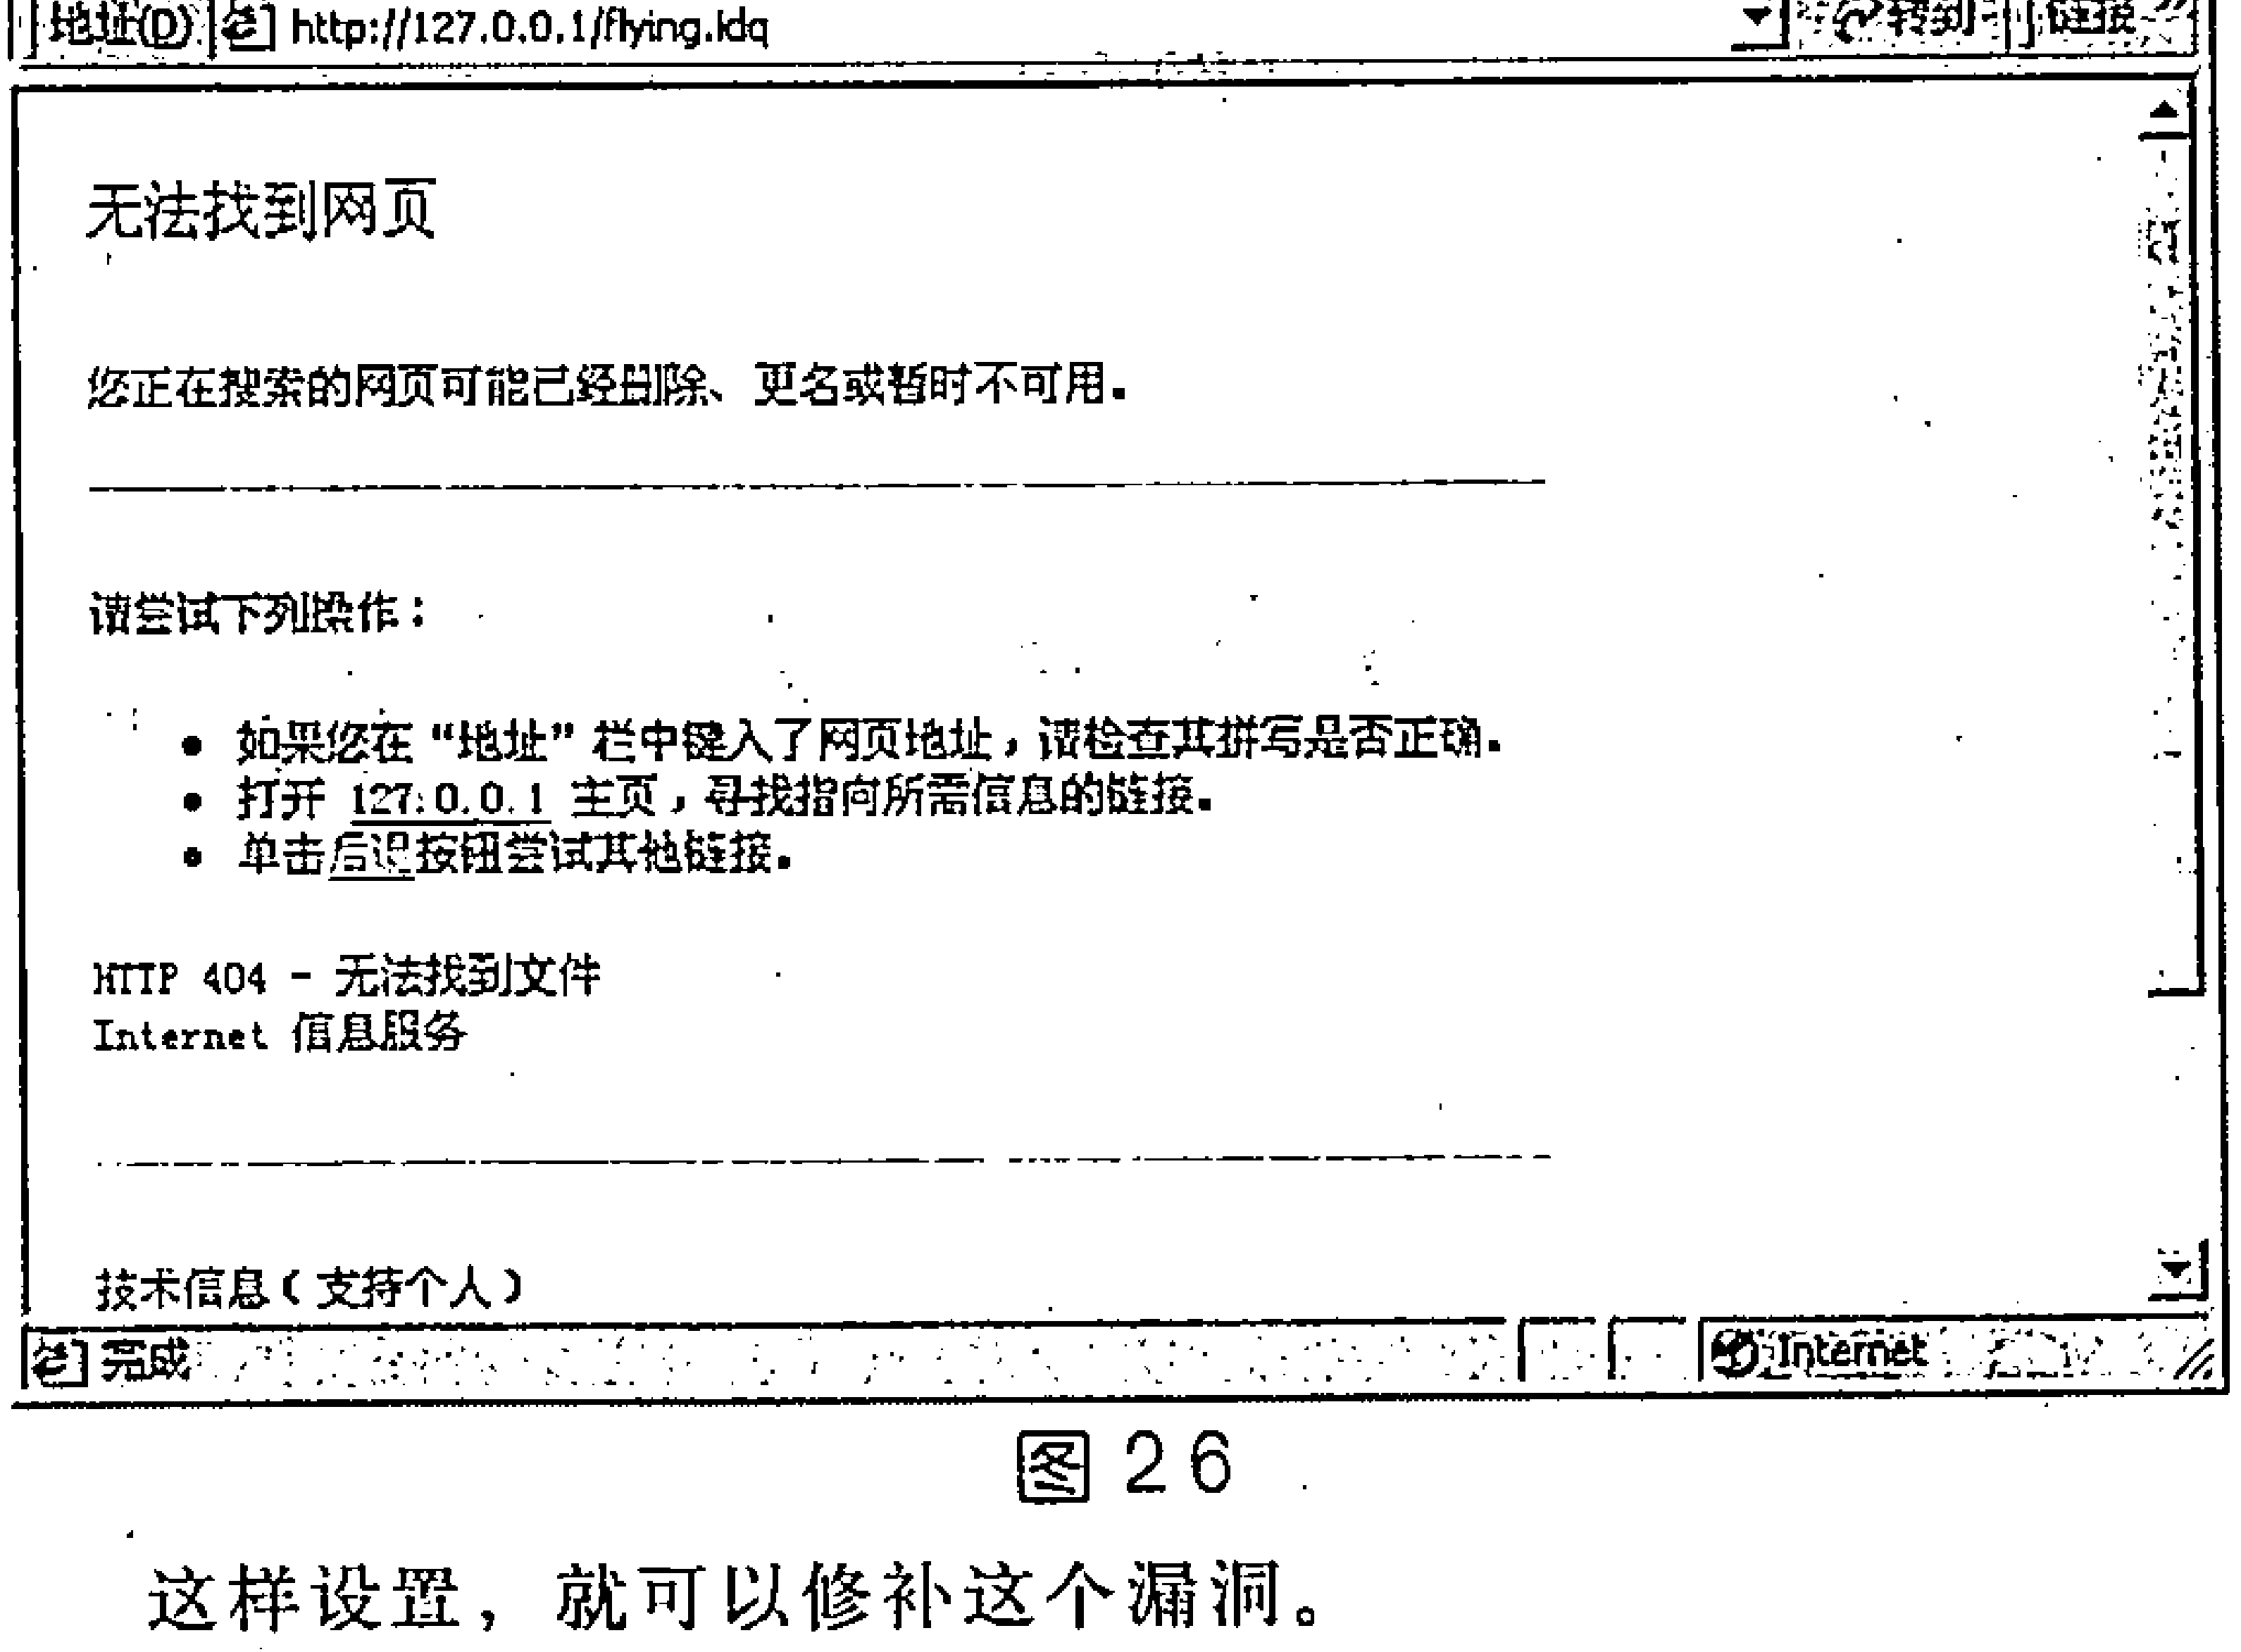 地址(D) http://127.0.0.1/flying.idq 转到 链接 »
无法找到网页
您正在搜索的网页可能已经删除、更名或暂时不可用。
请尝试下列操作：
• 如果您在“地址”栏中键入了网页地址，请检查其拼写是否正确。
• 打开 127.0.0.1 主页，寻找指向所需信息的链接。
• 单击后退按钮尝试其他链接。
HTTP 404 - 无法找到文件
Internet 信息服务
技术信息（支持个人）
完成 Internet
图 26
这样设置，就可以修补这个漏洞。